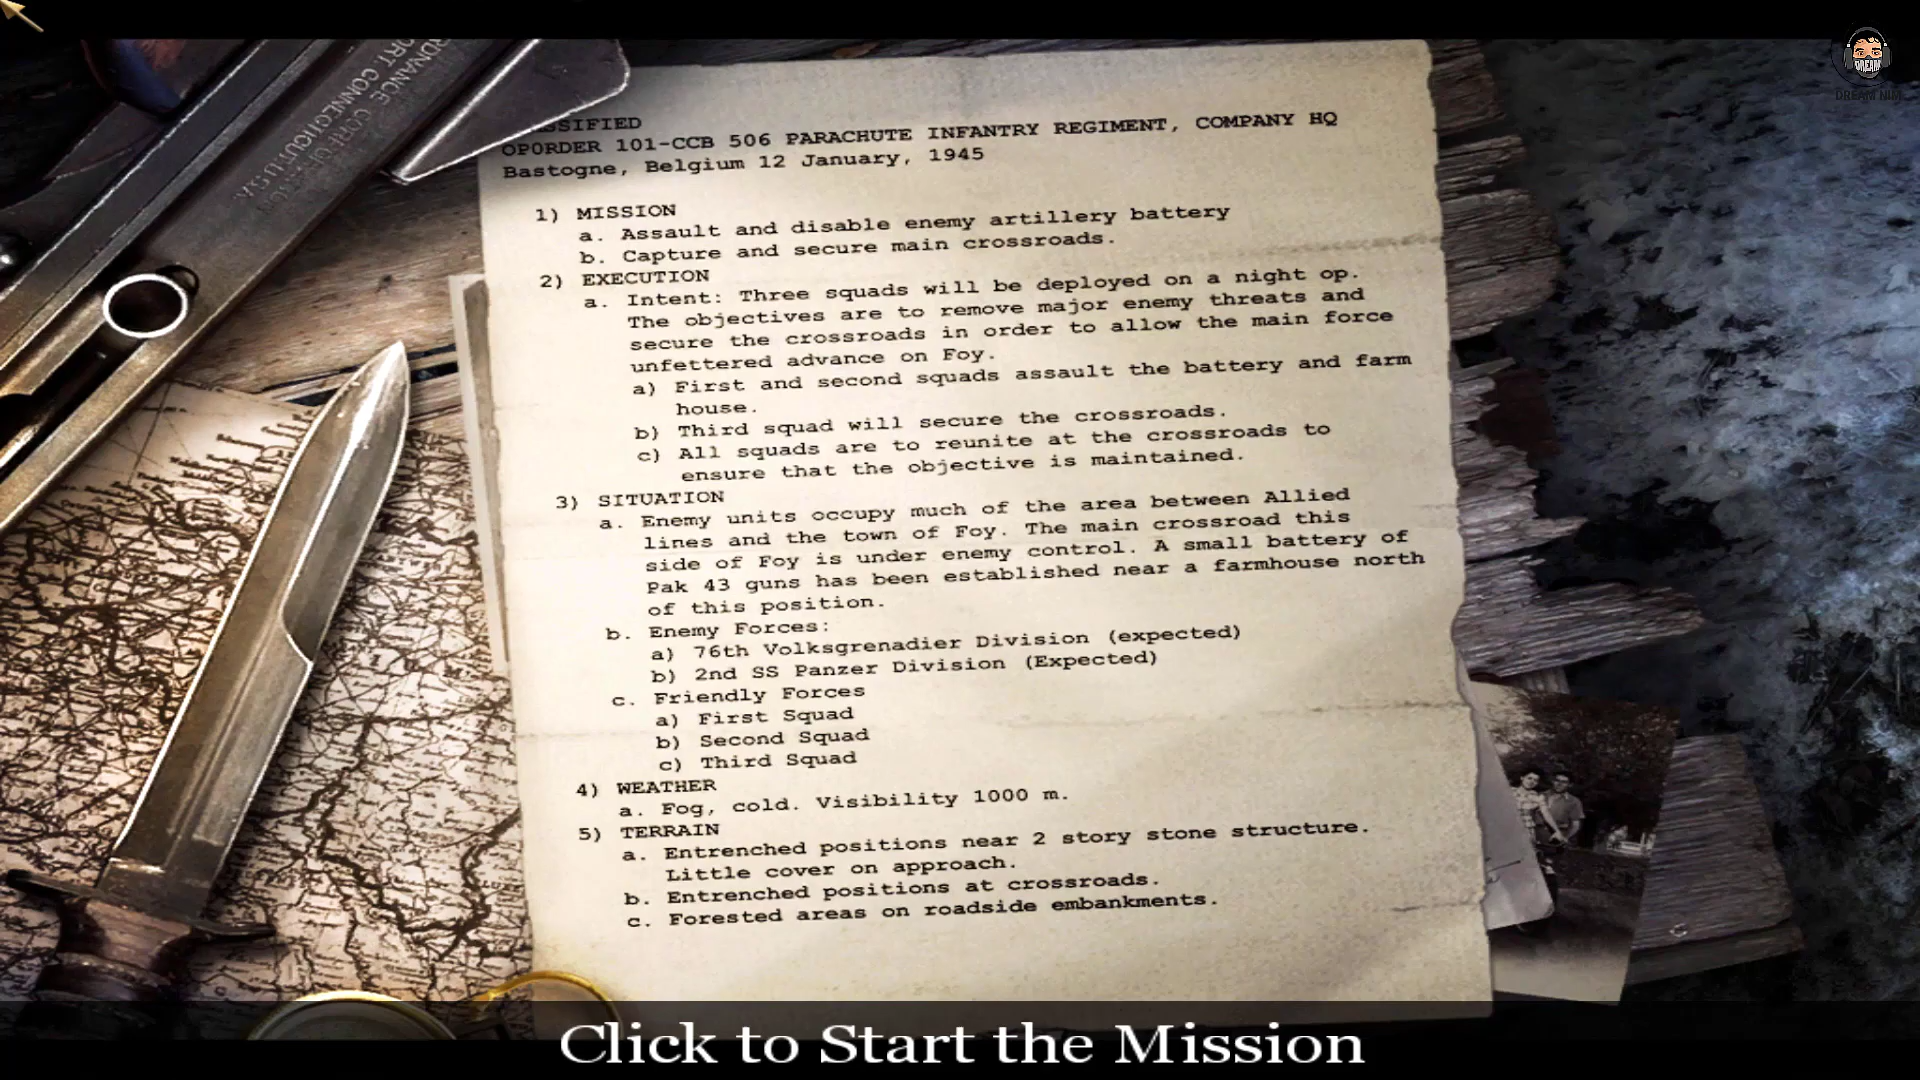 DREAM
DREAM NIM
SSIFIED
OPORDER 101-CCB 506 PARACHUTE INFANTRY REGIMENT, COMPANY HQ
Bastogne, Belgium 12 January, 1945
1) MISSION
a. Assault and disable enemy artillery battery
b. Capture and secure main crossroads.
2) EXECUTION
a. Intent: Three squads will be deployed on a night op.
The objectives are to remove major enemy threats and
secure the crossroads in order to allow the main force
unfettered advance on Foy.
a) First and second squads assault the battery and farm
house.
b) Third squad will secure the crossroads.
c) All squads are to reunite at the crossroads to
ensure that the objective is maintained.
3) SITUATION
a. Enemy units occupy much of the area between Allied
lines and the town of Foy. The main crossroad this
side of Foy is under enemy control. A small battery of
Pak 43 guns has been established near a farmhouse north
of this position.
b. Enemy Forces:
a) 76th Volksgrenadier Division (expected)
b) 2nd SS Panzer Division (Expected)
c. Friendly Forces
a) First Squad
b) Second Squad
c) Third Squad
4) WEATHER
a. Fog, cold. Visibility 1000 m.
5) TERRAIN
a. Entrenched positions near 2 story stone structure.
Little cover on approach.
b. Entrenched positions at crossroads.
c. Forested areas on roadside embankments.
Click to Start the Mission